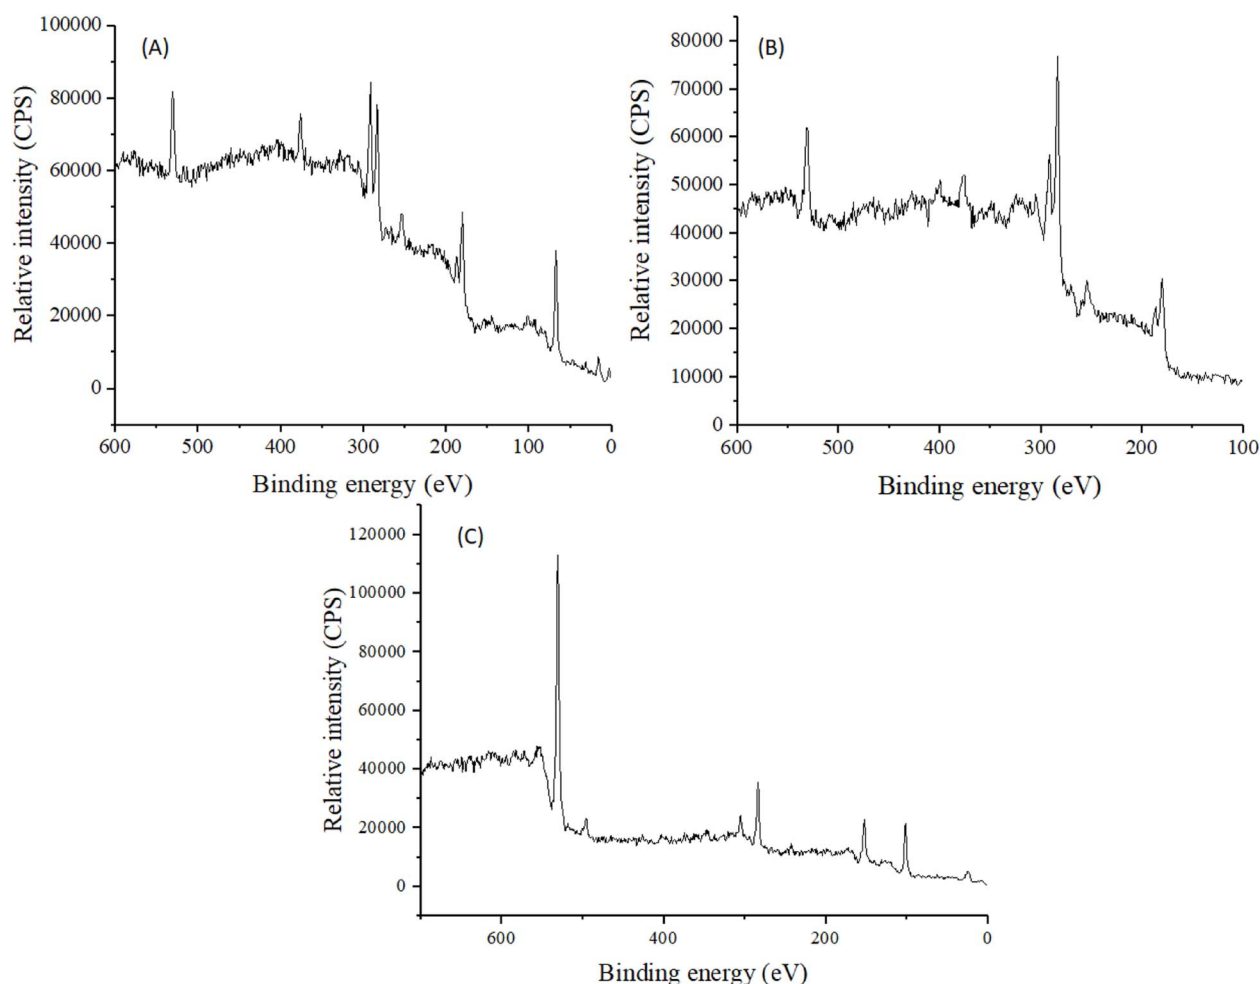 (A)
Relative intensity (CPS)
100000
80000
60000
40000
20000
0
600 500 400 300 200 100 0
Binding energy (eV)
(B)
Relative intensity (CPS)
80000
70000
60000
50000
40000
30000
20000
10000
0
600 500 400 300 200 100
Binding energy (eV)
(C)
Relative intensity (CPS)
120000
100000
80000
60000
40000
20000
0
600 400 200 0
Binding energy (eV)